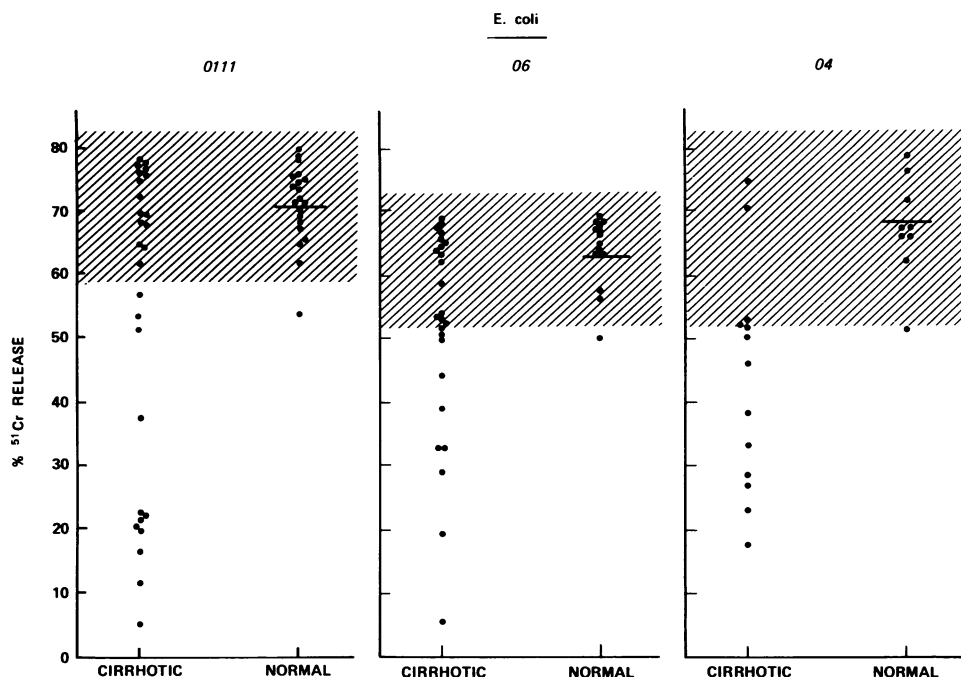 E. coli
0111
06
04
% 51Cr RELEASE
80
70
60
50
40
30
20
10
0
CIRRHOTIC NORMAL
CIRRHOTIC NORMAL
CIRRHOTIC NORMAL